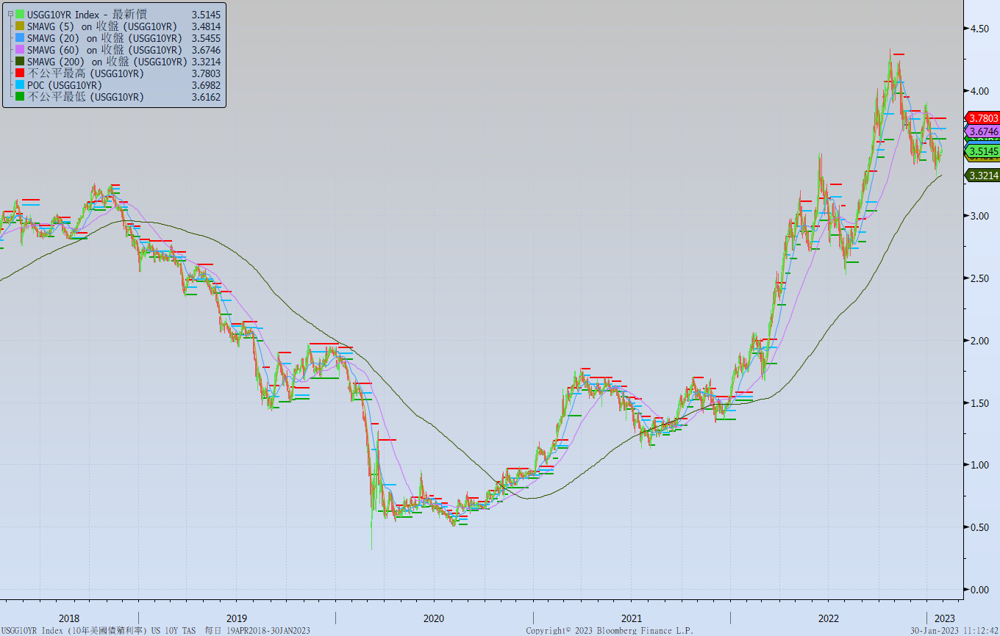 USGG10YR Index - 最新價 3.5145
SMAVG (5) on 收盤 (USGG10YR) 3.4814
SMAVG (20) on 收盤 (USGG10YR) 3.5455
SMAVG (60) on 收盤 (USGG10YR) 3.6746
SMAVG (200) on 收盤 (USGG10YR) 3.3214
不公平最高 (USGG10YR) 3.7803
POC (USGG10YR) 3.6982
不公平最低 (USGG10YR) 3.6162
4.50
4.00
3.7803
3.6746
3.5145
3.3214
3.00
2.50
2.00
1.50
1.00
0.50
0.00
2018 2019 2020 2021 2022 2023
USGG10YR Index (10年美國債殖利率) US 10Y TAS 每日 19APR2018-30JAN2023 Copyright© 2023 Bloomberg Finance L.P. 30-Jan-2023 11:12:42